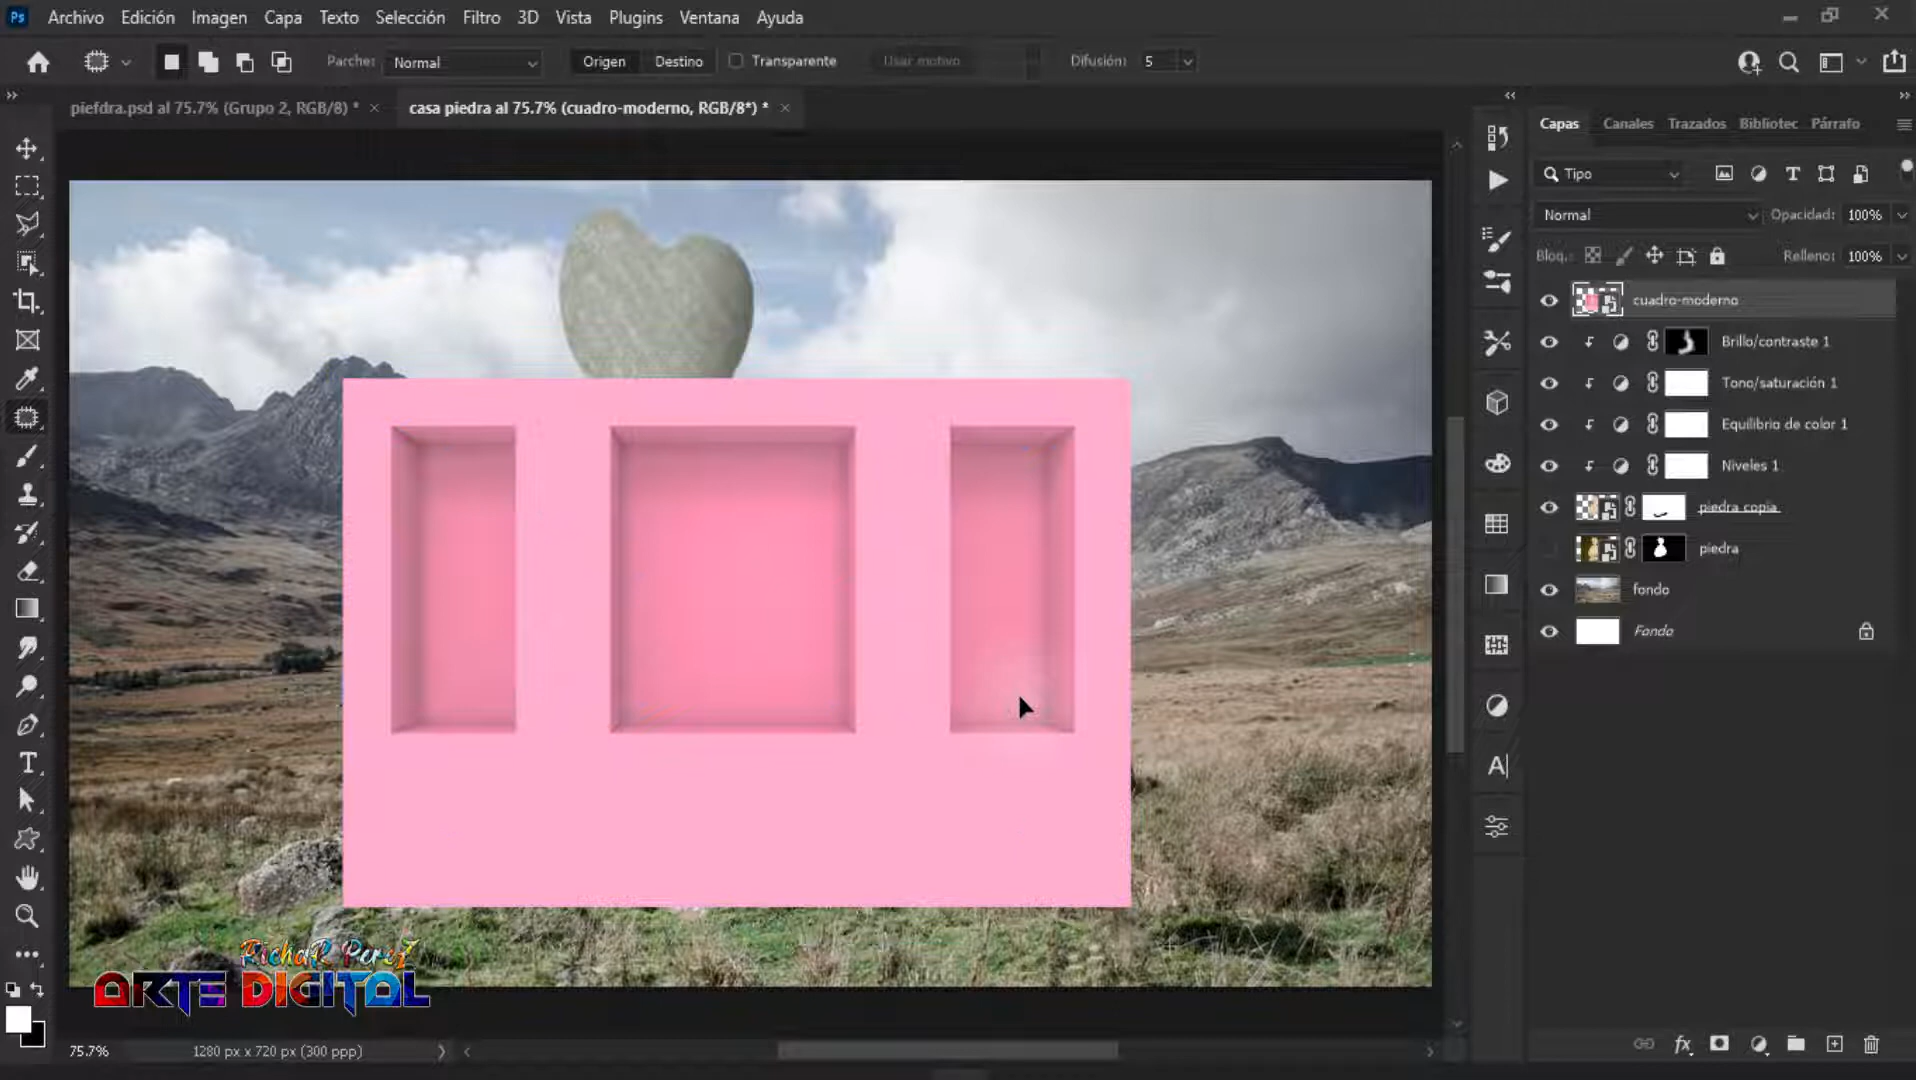 Ps Archivo Edición Imagen Capa Texto Selección Filtro 3D Vista Plugins Ventana Ayuda
Parche: Normal Origen Destino Transparente Usar motivo Difusión: 5
piefdra.psd al 75.7% (Grupo 2, RGB/8) * casa piedra al 75.7% (cuadro-moderno, RGB/8*) *
Capas Canales Trazados Bibliotec Párrafo
Tipo
Normal Opacidad: 100%
Bloq.: Relleno: 100%
cuadro-moderno
Brillo/contraste 1
Tono/saturación 1
Equilibrio de color 1
Niveles 1
piedra copia
piedra
fondo
Fondo
RichaR Perez
ARTE DIGITAL
75.7% 1280 px x 720 px (300 ppp)